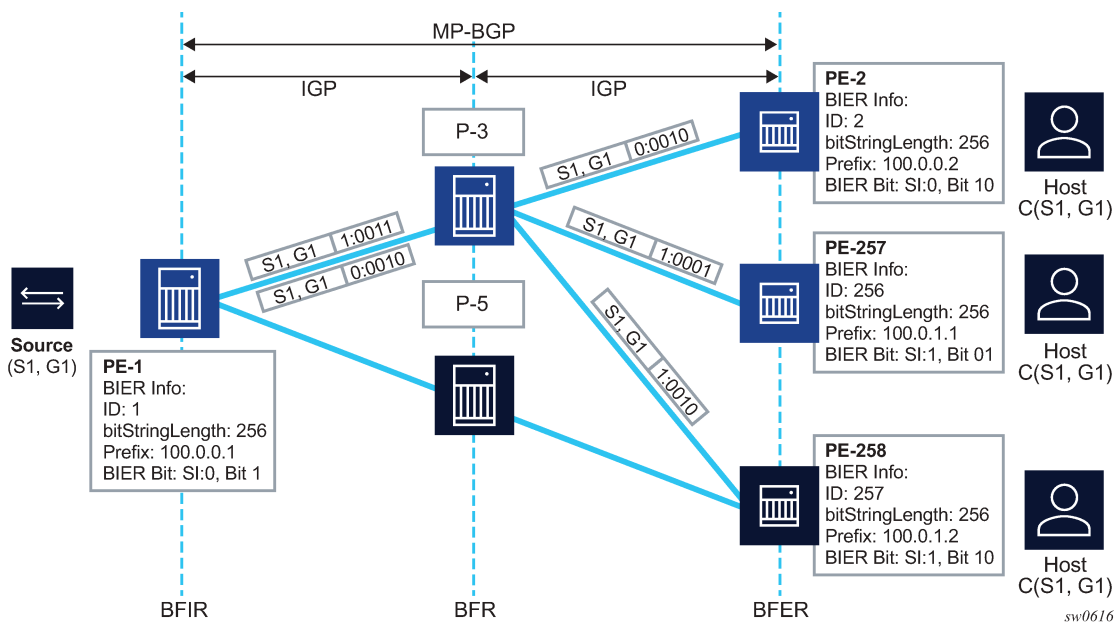 MP-BGP
IGP
IGP
P-3
S1, G1 0:0010
PE-2
BIER Info:
ID: 2
bitStringLength: 256
Prefix: 100.0.0.2
BIER Bit: SI:0, Bit 10
Host
C(S1, G1)
S1, G1 1:0011
S1, G1 0:0010
S1, G1 1:0001
PE-257
BIER Info:
ID: 256
bitStringLength: 256
Prefix: 100.0.1.1
BIER Bit: SI:1, Bit 01
Host
C(S1, G1)
P-5
S1, G1 1:0010
Source
(S1, G1)
PE-1
BIER Info:
ID: 1
bitStringLength: 256
Prefix: 100.0.0.1
BIER Bit: SI:0, Bit 1
PE-258
BIER Info:
ID: 257
bitStringLength: 256
Prefix: 100.0.1.2
BIER Bit: SI:1, Bit 10
Host
C(S1, G1)
BFIR
BFR
BFER
sw0616